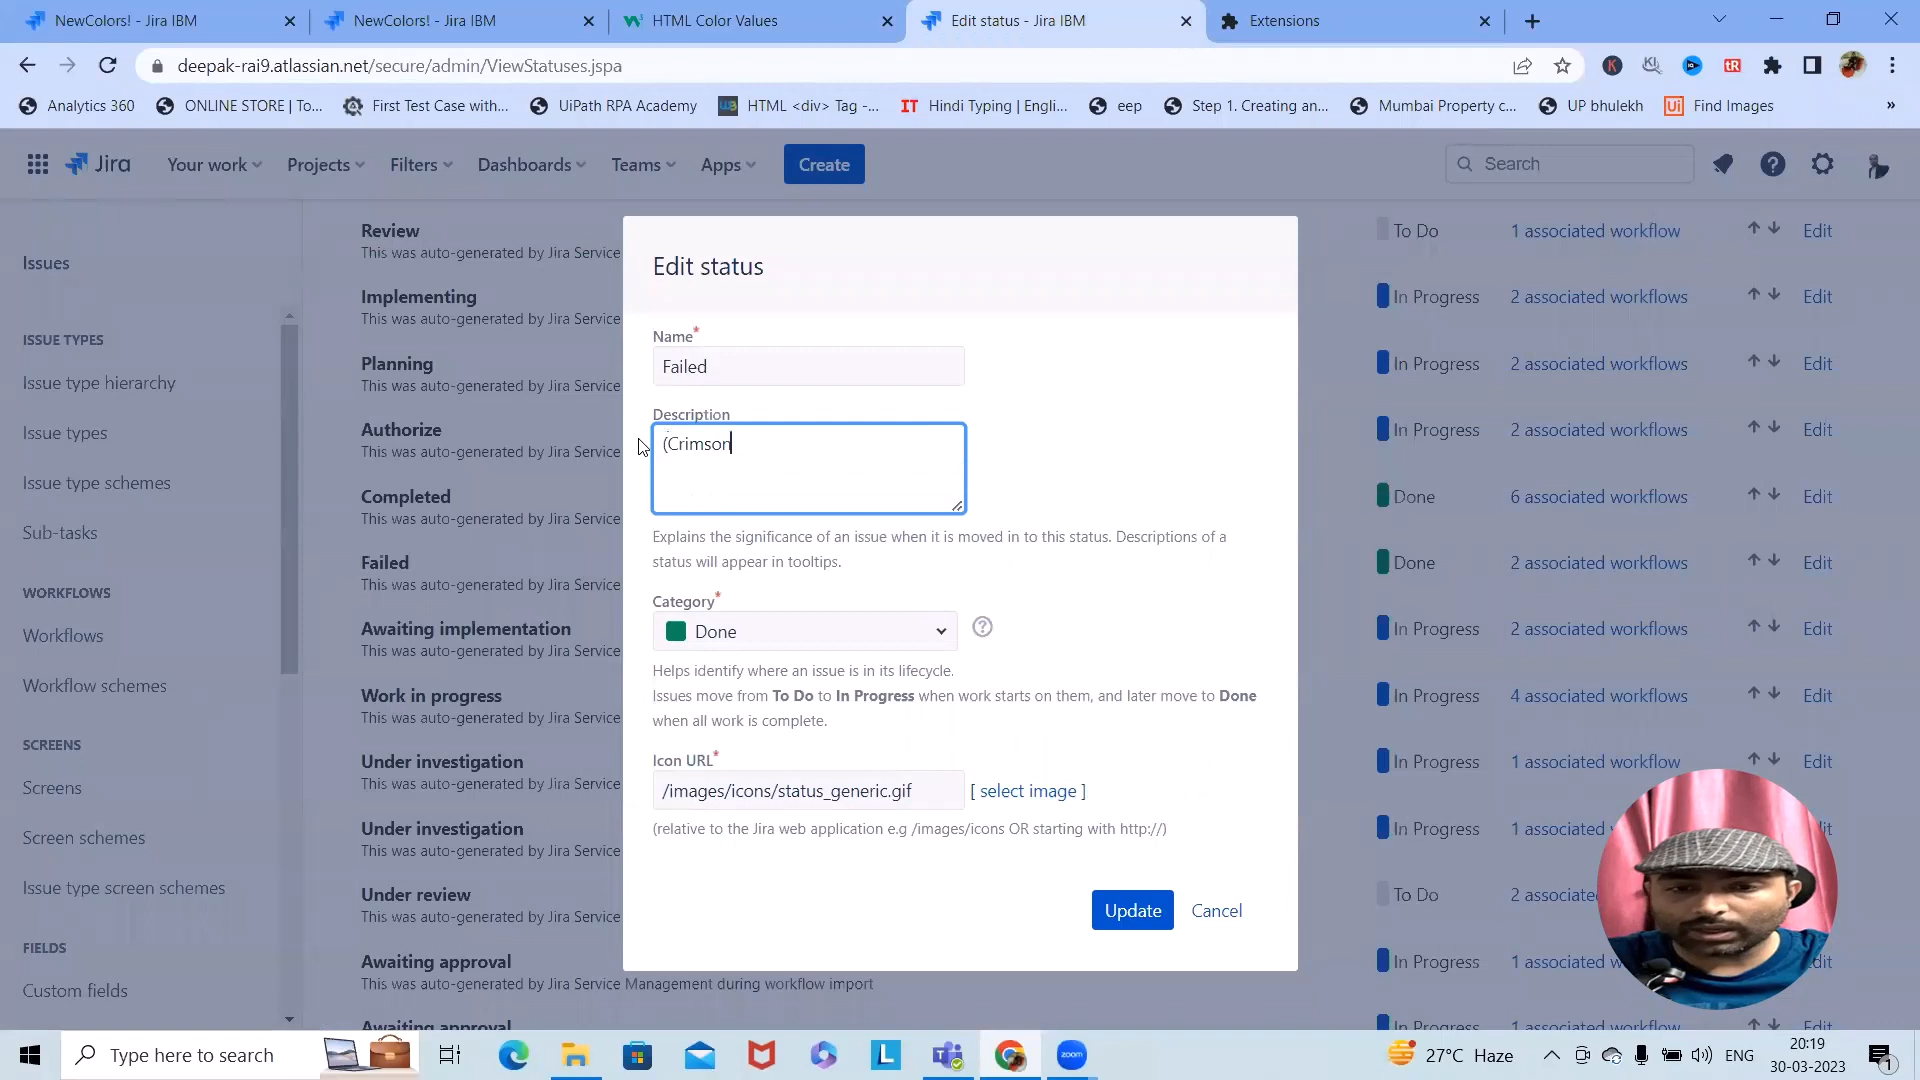 NewColors! - Jira IBM
NewColors! - Jira IBM
HTML Color Values
Edit status - Jira IBM
Extensions
deepak-rai9.atlassian.net/secure/admin/ViewStatuses.jspa
Analytics 360
ONLINE STORE | To...
First Test Case with...
UiPath RPA Academy
HTML <div> Tag -...
IT Hindi Typing | Engli...
eep
Step 1. Creating an...
Mumbai Property c...
UP bhulekh
Ui Find Images
»
Jira
Your work
Projects
Filters
Dashboards
Teams
Apps
Create
Search
Issues
ISSUE TYPES
Issue type hierarchy
Issue types
Issue type schemes
Sub-tasks
WORKFLOWS
Workflows
Workflow schemes
SCREENS
Screens
Screen schemes
Issue type screen schemes
FIELDS
Custom fields
Review
This was auto-generated by Jira Service
Implementing
This was auto-generated by Jira Service
Planning
This was auto-generated by Jira Service
Authorize
This was auto-generated by Jira Service
Completed
This was auto-generated by Jira Service
Failed
This was auto-generated by Jira Service
Awaiting implementation
This was auto-generated by Jira Service
Work in progress
This was auto-generated by Jira Service
Under investigation
This was auto-generated by Jira Service
Under investigation
This was auto-generated by Jira Service
Under review
This was auto-generated by Jira Service
Awaiting approval
This was auto-generated by Jira Service Management during workflow import
Awaiting approval
Edit status
Name*
Failed
Description
(Crimson
Explains the significance of an issue when it is moved in to this status. Descriptions of a
status will appear in tooltips.
Category*
Done
Helps identify where an issue is in its lifecycle.
Issues move from To Do to In Progress when work starts on them, and later move to Done
when all work is complete.
Icon URL*
/images/icons/status_generic.gif
[ select image ]
(relative to the Jira web application e.g /images/icons OR starting with http://)
Update
Cancel
To Do 1 associated workflow Edit
In Progress 2 associated workflows Edit
In Progress 2 associated workflows Edit
In Progress 2 associated workflows Edit
Done 6 associated workflows Edit
Done 2 associated workflows Edit
In Progress 2 associated workflows Edit
In Progress 4 associated workflows Edit
In Progress 1 associated workflow Edit
In Progress 1 associated
To Do 2 associated
In Progress 1 associated
In Progress 1 associated workflow Edit
Type here to search
zoom
27°C Haze
ENG
20:19
30-03-2023
1